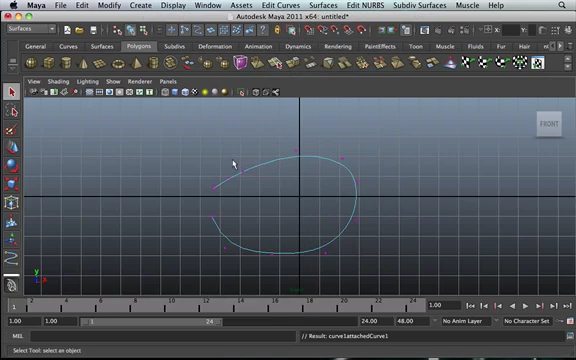 Maya File Edit Modify Create Display Window Assets Edit Curves Surfaces Edit NURBS Subdiv Surfaces Muscle Help
Autodesk Maya 2011 x64: untitled*
Surfaces X: Y:
General Curves Surfaces Polygons Subdivs Deformation Animation Dynamics Rendering PaintEffects Toon Muscle Fluids Fur Hair
View Shading Lighting Show Renderer Panels
FRONT
y
x
2 4 6 8 10 12 14 16 18 20 22 24 1.00
1.00 1.00 1 24 24.00 48.00 No Anim Layer No Character Set
MEL // Result: curve1attachedCurve1
Select Tool: select an object